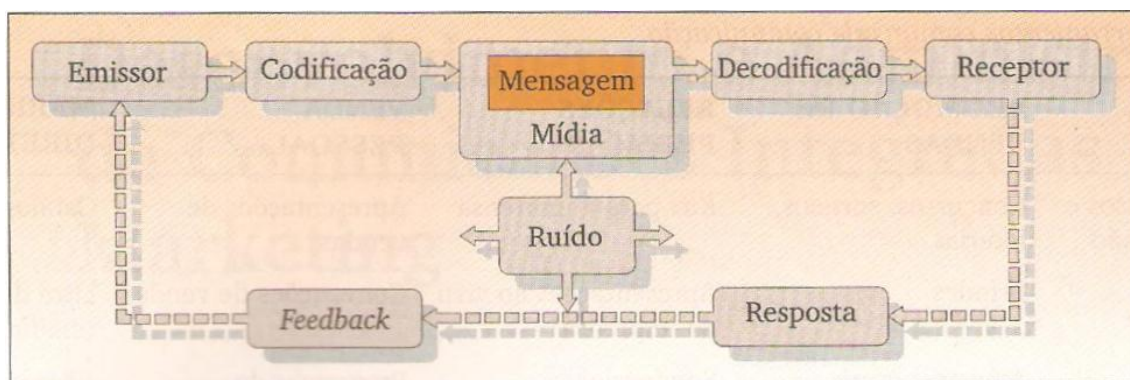 Emissor
Codificação
Mensagem
Mídia
Decodificação
Receptor
Ruído
Feedback
Resposta